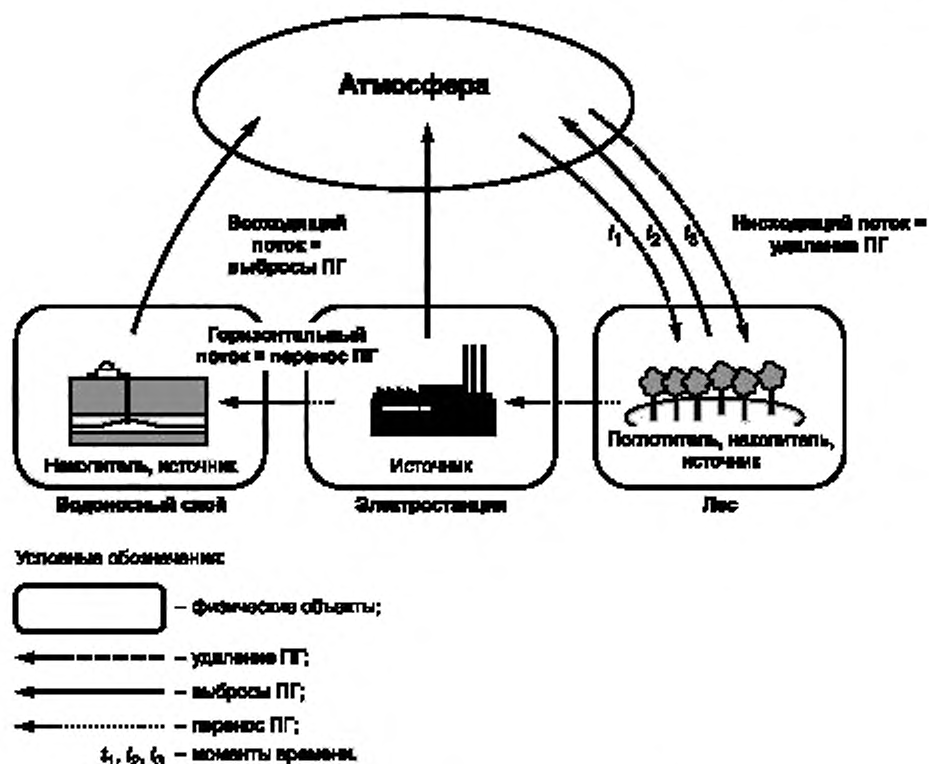 Атмосфера
Восходящий
поток =
выбросы ПГ
t1 t2 t3
Нисходящий поток =
удаление ПГ
Горизонтальный
поток = перенос ПГ
Накопитель, источник
Источник
Поглотитель, накопитель,
источник
Водоносный слой
Электростанция
Лес
Условные обозначения:
– физические объекты;
– удаление ПГ;
– выбросы ПГ;
– перенос ПГ;
t1, t2, t3 – моменты времени.